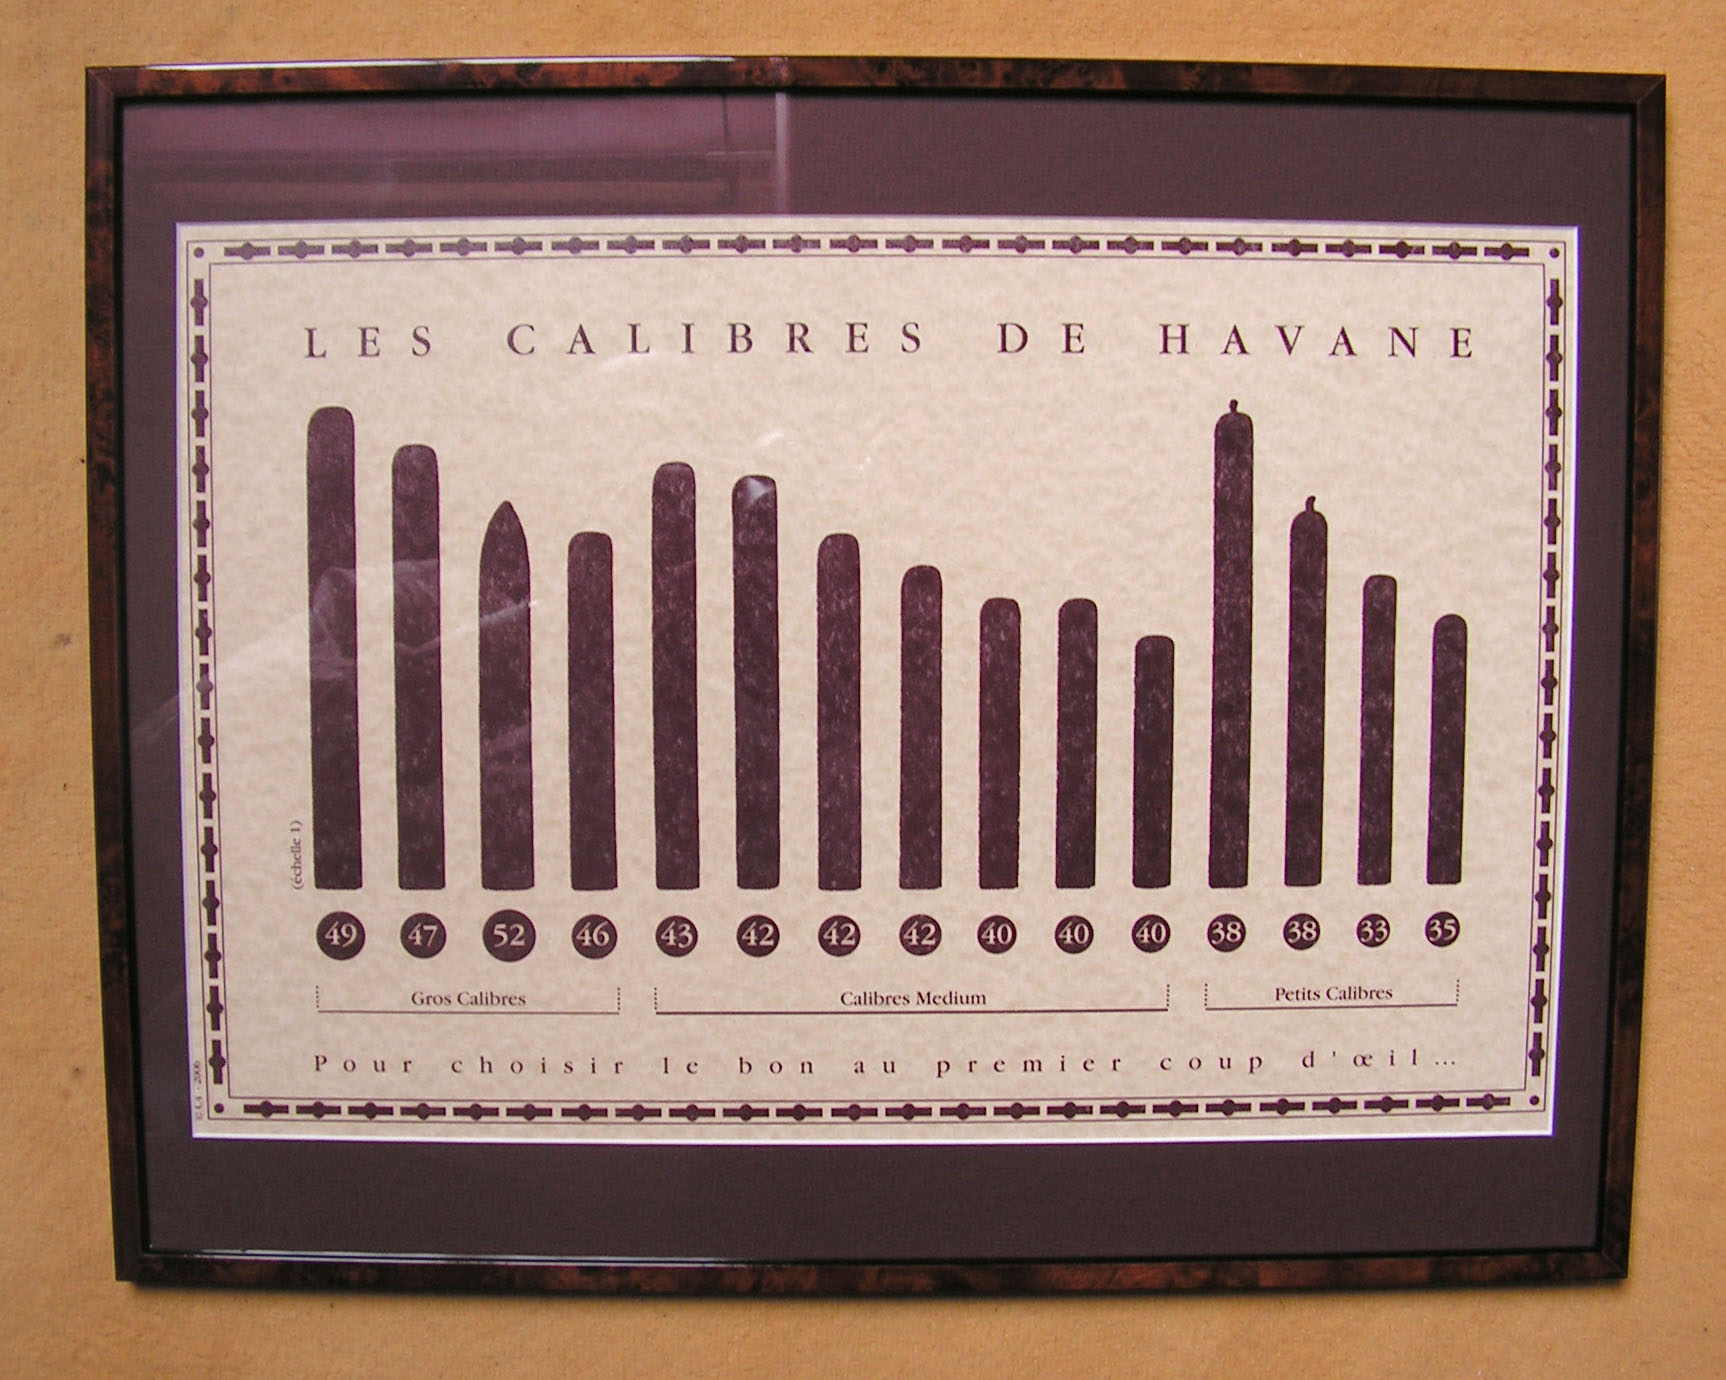 LES CALIBRES DE HAVANE
(échelle 1)
49 47 52 46 43 42 42 42 40 40 40 38 38 33 35
Gros Calibres Calibres Medium Petits Calibres
Pour choisir le bon au premier coup d'œil...
© - 2006